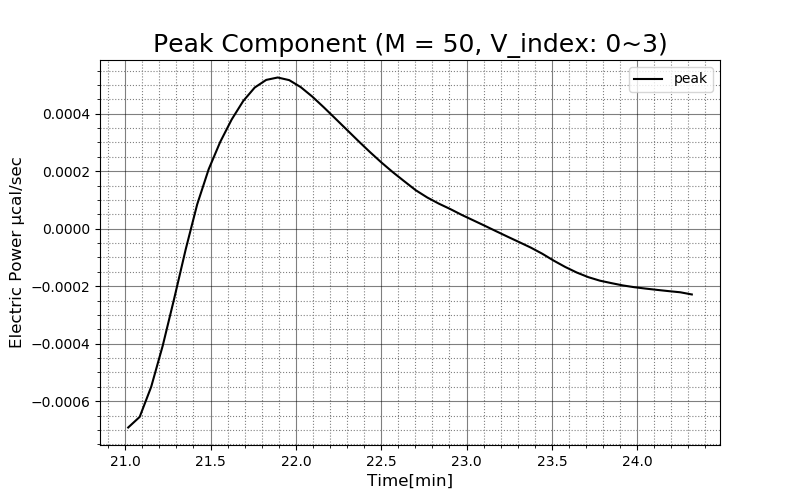 Peak Component (M = 50, V_index: 0~3)
peak
0.0004
0.0002
0.0000
−0.0002
−0.0004
−0.0006
Electric Power μcal/sec
21.0 21.5 22.0 22.5 23.0 23.5 24.0
Time[min]